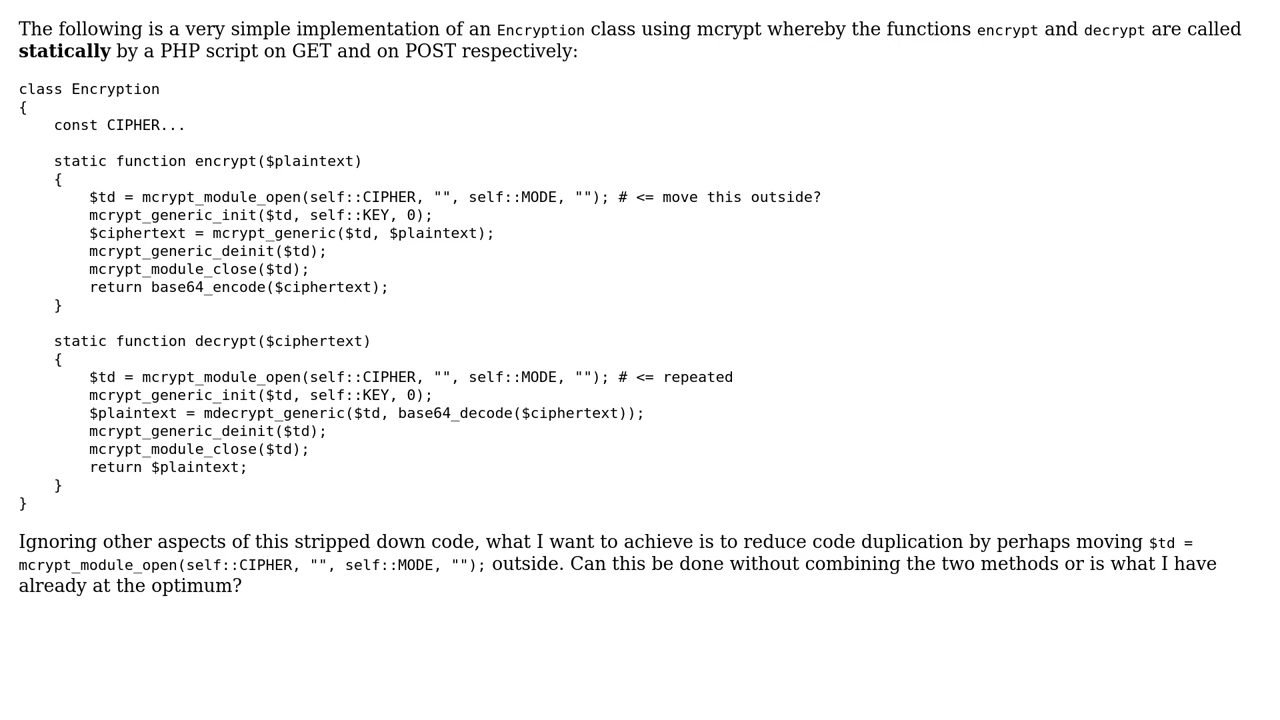 The following is a very simple implementation of an Encryption class using mcrypt whereby the functions encrypt and decrypt are called
statically by a PHP script on GET and on POST respectively:
class Encryption
{
    const CIPHER...
    static function encrypt($plaintext)
    {
        $td = mcrypt_module_open(self::CIPHER, "", self::MODE, ""); # <= move this outside?
        mcrypt_generic_init($td, self::KEY, 0);
        $ciphertext = mcrypt_generic($td, $plaintext);
        mcrypt_generic_deinit($td);
        mcrypt_module_close($td);
        return base64_encode($ciphertext);
    }
    static function decrypt($ciphertext)
    {
        $td = mcrypt_module_open(self::CIPHER, "", self::MODE, ""); # <= repeated
        mcrypt_generic_init($td, self::KEY, 0);
        $plaintext = mdecrypt_generic($td, base64_decode($ciphertext));
        mcrypt_generic_deinit($td);
        mcrypt_module_close($td);
        return $plaintext;
    }
}
Ignoring other aspects of this stripped down code, what I want to achieve is to reduce code duplication by perhaps moving $td =
mcrypt_module_open(self::CIPHER, "", self::MODE, ""); outside. Can this be done without combining the two methods or is what I have
already at the optimum?